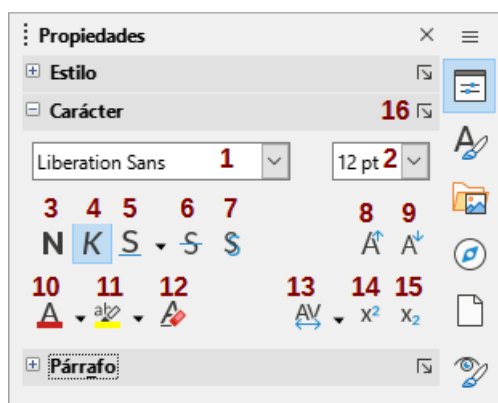 Propiedades
Estilo
Carácter 16
Liberation Sans 1 12 pt 2
3 4 5 6 7 8 9
N K S S S A A
10 11 12 13 14 15
A ab A AV x² x₂
Párrafo